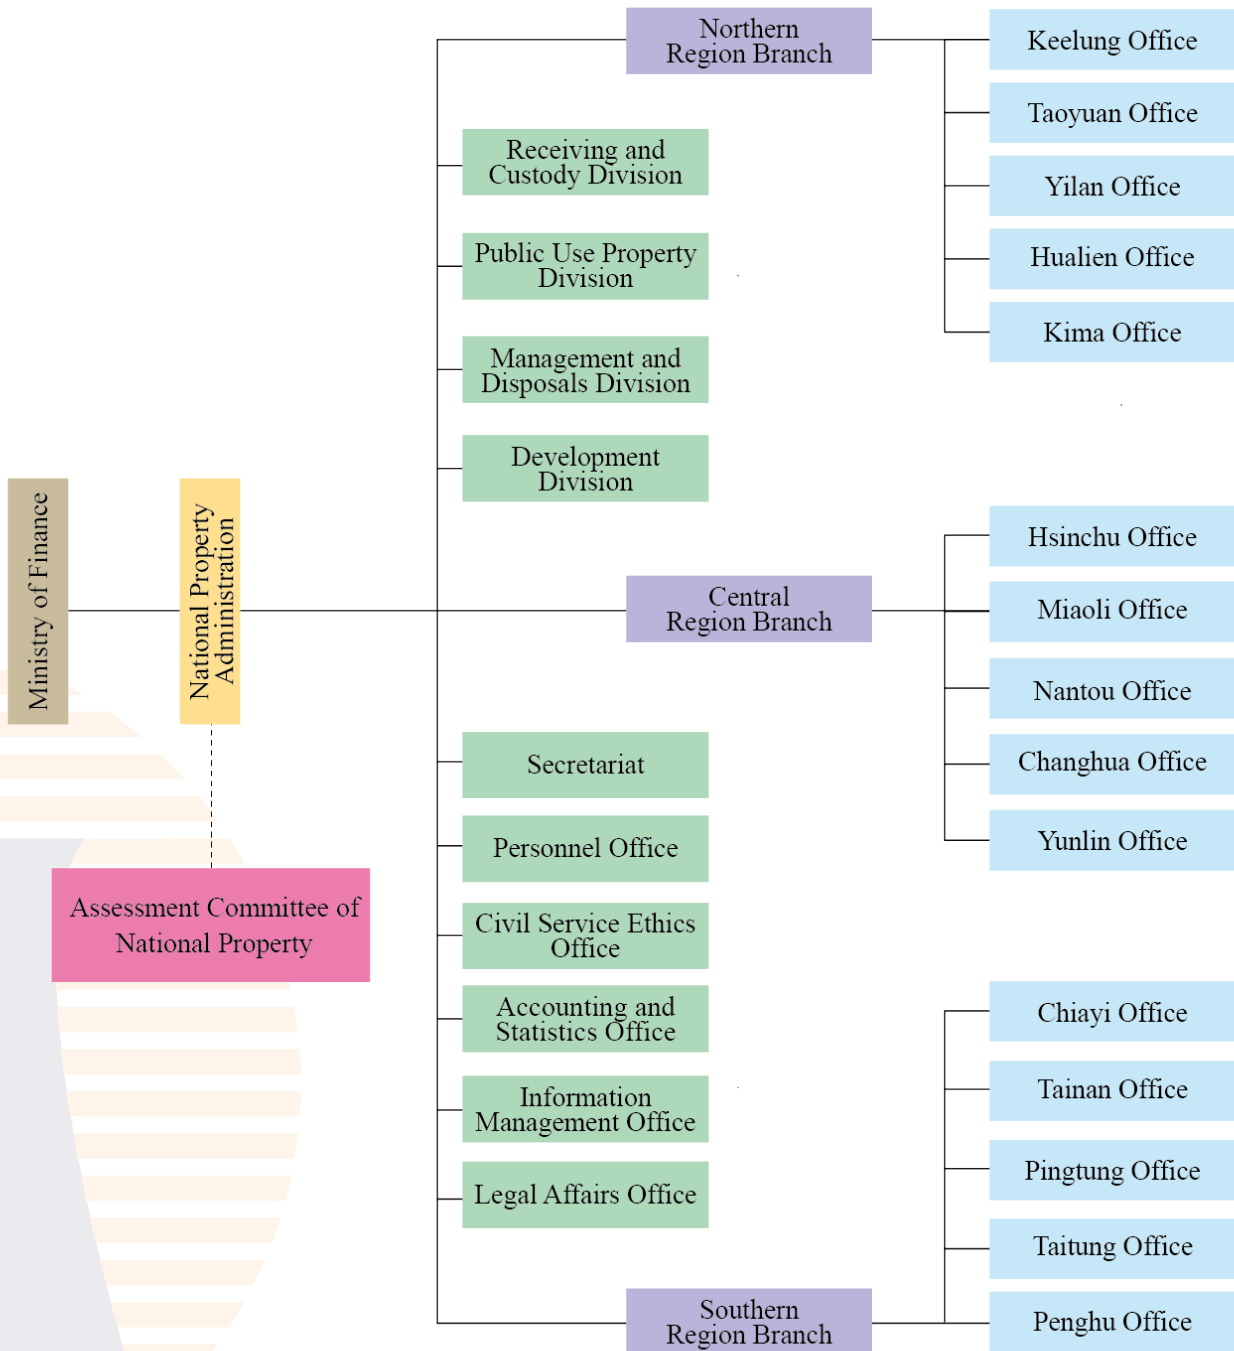 Ministry of Finance
National Property
Administration
Assessment Committee of
National Property
Northern
Region Branch
Receiving and
Custody Division
Public Use Property
Division
Management and
Disposals Division
Development
Division
Central
Region Branch
Secretariat
Personnel Office
Civil Service Ethics
Office
Accounting and
Statistics Office
Information
Management Office
Legal Affairs Office
Southern
Region Branch
Keelung Office
Taoyuan Office
Yilan Office
Hualien Office
Kima Office
Hsinchu Office
Miaoli Office
Nantou Office
Changhua Office
Yunlin Office
Chiayi Office
Tainan Office
Pingtung Office
Taitung Office
Penghu Office